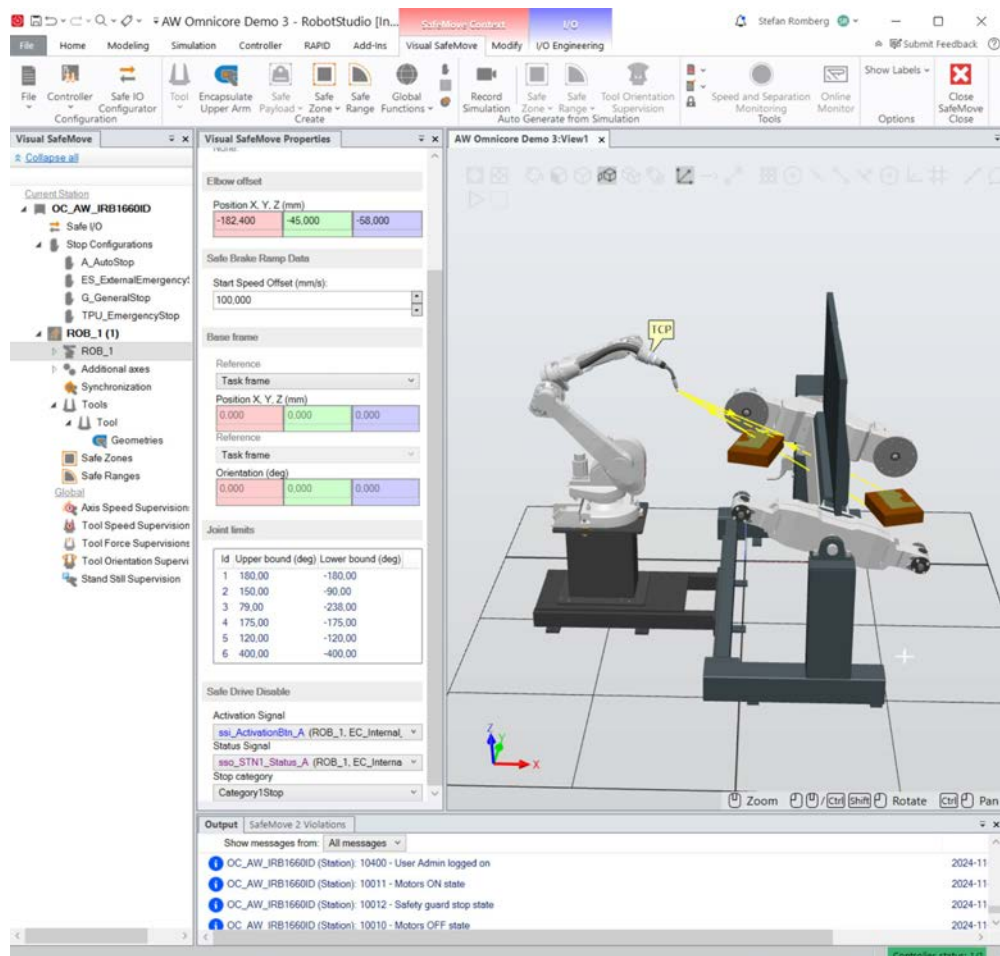 AW Omnicore Demo 3 - RobotStudio [In...
SafeMove Context
I/O
Stefan Romberg
File Home Modeling Simulation Controller RAPID Add-Ins Visual SafeMove Modify I/O Engineering
Submit Feedback
File Controller Safe IO Configurator
Configuration
Tool Encapsulate Upper Arm Safe Payload Safe Zone Safe Range Global Functions
Create
Record Simulation Safe Zone Safe Range Tool Orientation Supervision
Auto Generate from Simulation
Speed and Separation Monitoring Online Monitor
Tools
Show Labels
Options
Close SafeMove
Close
Visual SafeMove
Collapse all
Current Station
OC_AW_IRB1660ID
Safe I/O
Stop Configurations
A_AutoStop
ES_ExternalEmergencyS
G_GeneralStop
TPU_EmergencyStop
ROB_1 (1)
ROB_1
Additional axes
Synchronization
Tools
Tool
Geometries
Safe Zones
Safe Ranges
Global
Axis Speed Supervision:
Tool Speed Supervision
Tool Force Supervisions
Tool Orientation Supervi
Stand Still Supervision
Visual SafeMove Properties
None.
Elbow offset
Position X, Y, Z (mm)
-182,400 -45,000 -58,000
Safe Brake Ramp Data
Start Speed Offset (mm/s):
100,000
Base frame
Reference
Task frame
Position X, Y, Z (mm)
0.000 0.000 0.000
Reference
Task frame
Orientation (deg)
0.000 0.000 0.000
Joint limits
Id Upper bound (deg) Lower bound (deg)
1 180,00 -180,00
2 150,00 -90,00
3 79,00 -238,00
4 175,00 -175,00
5 120,00 -120,00
6 400,00 -400,00
Safe Drive Disable
Activation Signal
ssi_ActivationBtn_A (ROB_1. EC_Internal_
Status Signal
sso_STN1_Status_A (ROB_1, EC_Interna
Stop category
Category1Stop
AW Omnicore Demo 3:View1
TCP
Z
Y
X
Zoom / Ctrl Shift Rotate Ctrl Pan
Output SafeMove 2 Violations
Show messages from: All messages
OC_AW_IRB1660ID (Station): 10400 - User Admin logged on 2024-11
OC_AW_IRB1660ID (Station): 10011 - Motors ON state 2024-11
OC_AW_IRB1660ID (Station): 10012 - Safety guard stop state 2024-11
OC_AW_IRB1660ID (Station): 10010 - Motors OFF state 2024-11
Controller status: 1/1